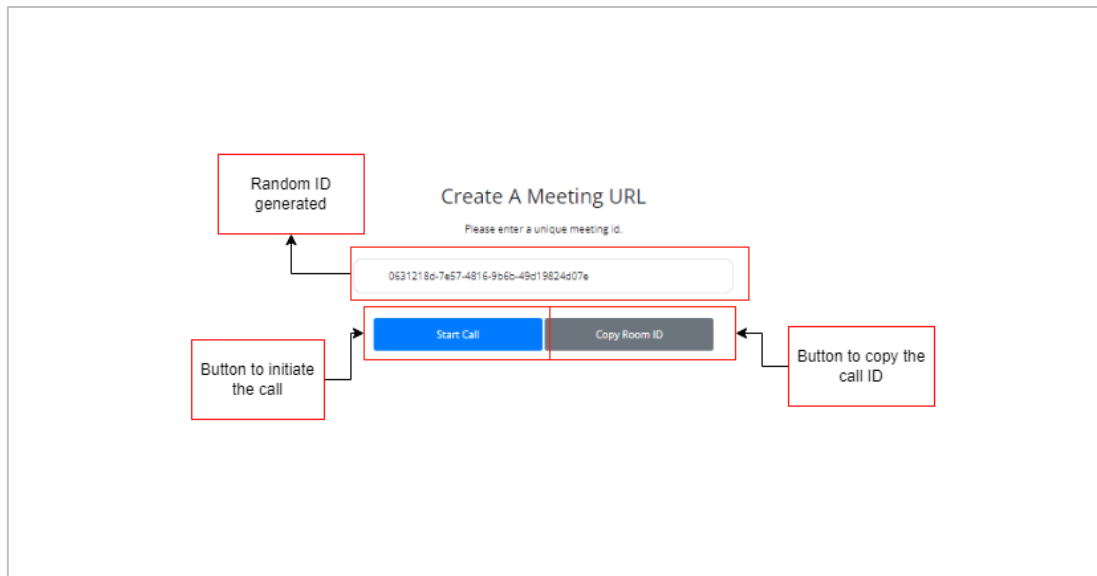 Random ID
generated
Create A Meeting URL
Please enter a unique meeting id.
0631218d-7e57-4816-9b6b-49d19824d07e
Start Call
Copy Room ID
Button to initiate
the call
Button to copy the
call ID